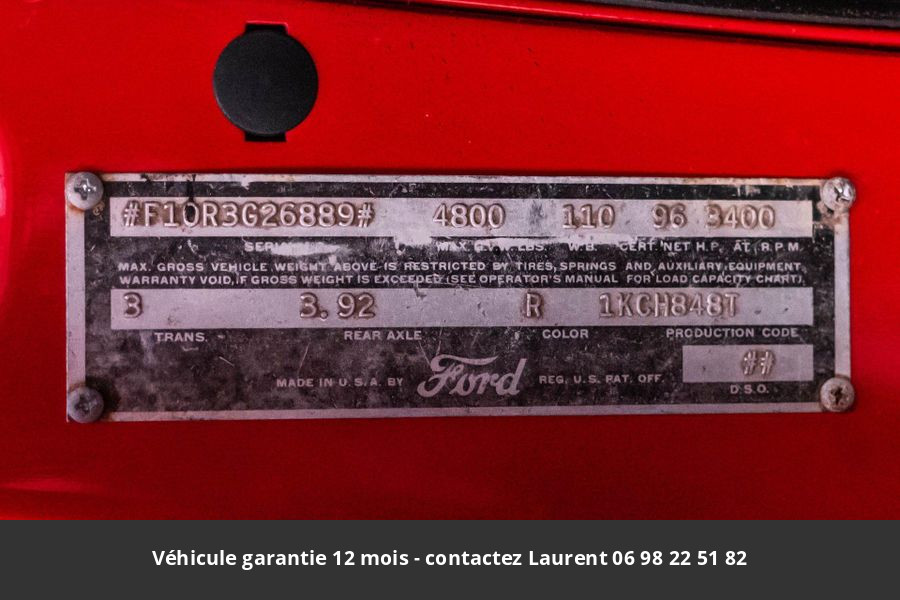 #F10R3G26889# 4800 110 96 3400
MAX. G.V.W. LBS. W.B. CERT. NET H.P. AT R.P.M.
MAX. GROSS VEHICLE WEIGHT ABOVE IS RESTRICTED BY TIRES, SPRINGS AND AUXILIARY EQUIPMENT.
WARRANTY VOID, IF GROSS WEIGHT IS EXCEEDED (SEE OPERATOR'S MANUAL FOR LOAD CAPACITY CHART).
3 3.92 R 1KCH848T
TRANS. REAR AXLE COLOR PRODUCTION CODE
##
MADE IN U.S.A. BY Ford REG. U.S. PAT. OFF.
D.S.O.
Véhicule garantie 12 mois - contactez Laurent 06 98 22 51 82